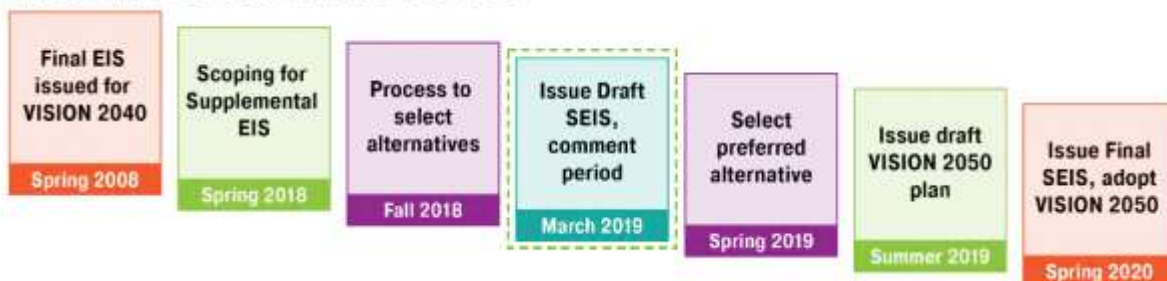 Final EIS
issued for
VISION 2040
Spring 2008
Scoping for
Supplemental
EIS
Spring 2018
Process to
select
alternatives
Fall 2018
Issue Draft
SEIS,
comment
period
March 2019
Select
preferred
alternative
Spring 2019
Issue draft
VISION 2050
plan
Summer 2019
Issue Final
SEIS, adopt
VISION 2050
Spring 2020